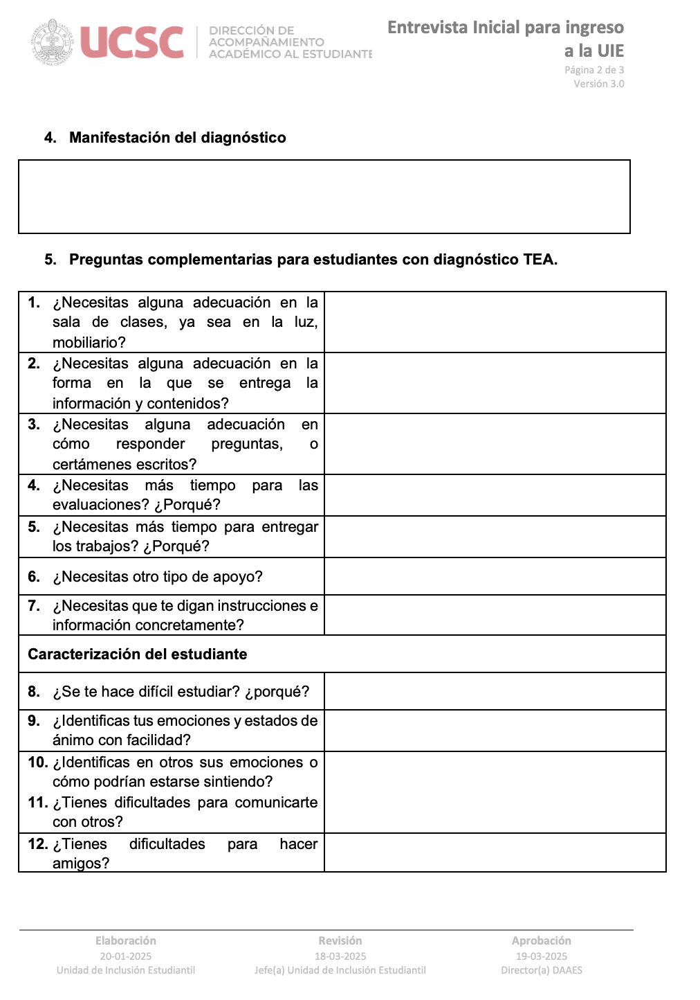 UCSC
DIRECCIÓN DE
ACOMPAÑAMIENTO
ACADÉMICO AL ESTUDIANTE
Entrevista Inicial para ingreso
a la UIE
Página 2 de 3
Versión 3.0
4. Manifestación del diagnóstico
5. Preguntas complementarias para estudiantes con diagnóstico TEA.
1. ¿Necesitas alguna adecuación en la
sala de clases, ya sea en la luz,
mobiliario?
2. ¿Necesitas alguna adecuación en la
forma en la que se entrega la
información y contenidos?
3. ¿Necesitas alguna adecuación en
cómo responder preguntas, o
certámenes escritos?
4. ¿Necesitas más tiempo para las
evaluaciones? ¿Porqué?
5. ¿Necesitas más tiempo para entregar
los trabajos? ¿Porqué?
6. ¿Necesitas otro tipo de apoyo?
7. ¿Necesitas que te digan instrucciones e
información concretamente?
Caracterización del estudiante
8. ¿Se te hace difícil estudiar? ¿porqué?
9. ¿Identificas tus emociones y estados de
ánimo con facilidad?
10. ¿Identificas en otros sus emociones o
cómo podrían estarse sintiendo?
11. ¿Tienes dificultades para comunicarte
con otros?
12. ¿Tienes dificultades para hacer
amigos?
Elaboración
20-01-2025
Unidad de Inclusión Estudiantil
Revisión
18-03-2025
Jefe(a) Unidad de Inclusión Estudiantil
Aprobación
19-03-2025
Director(a) DAAES